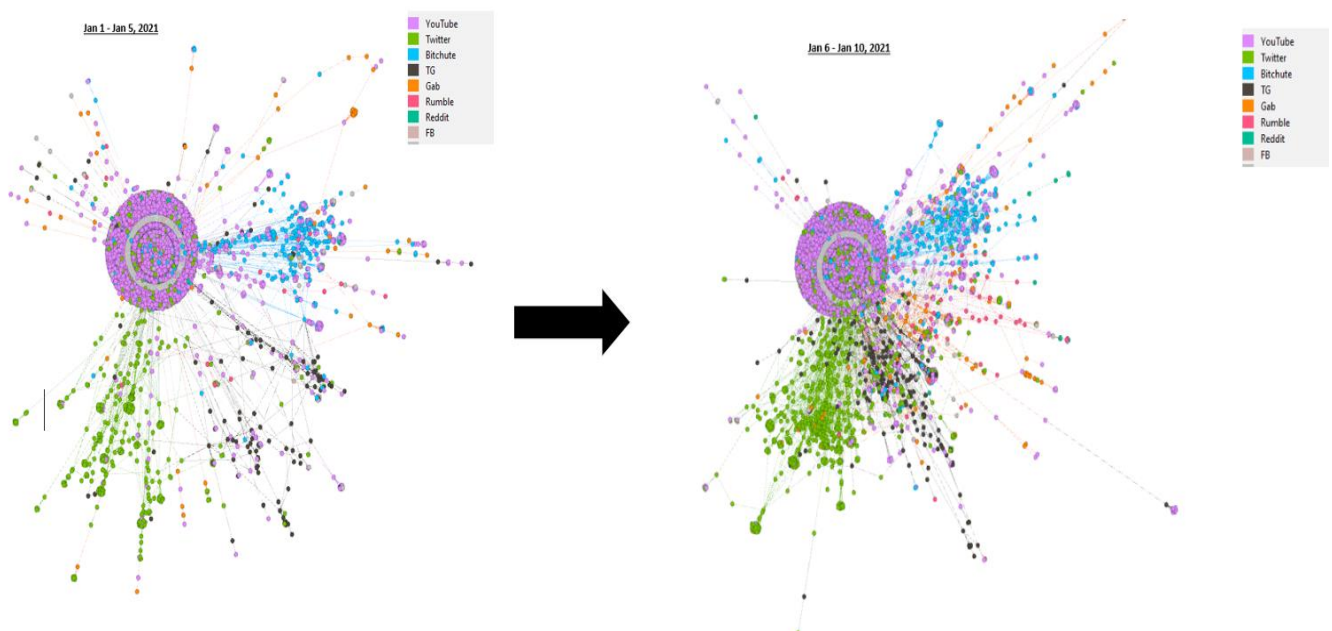 Jan 1 - Jan 5, 2021
YouTube
Twitter
Bitchute
TG
Gab
Rumble
Reddit
FB
Jan 6 - Jan 10, 2021
YouTube
Twitter
Bitchute
TG
Gab
Rumble
Reddit
FB